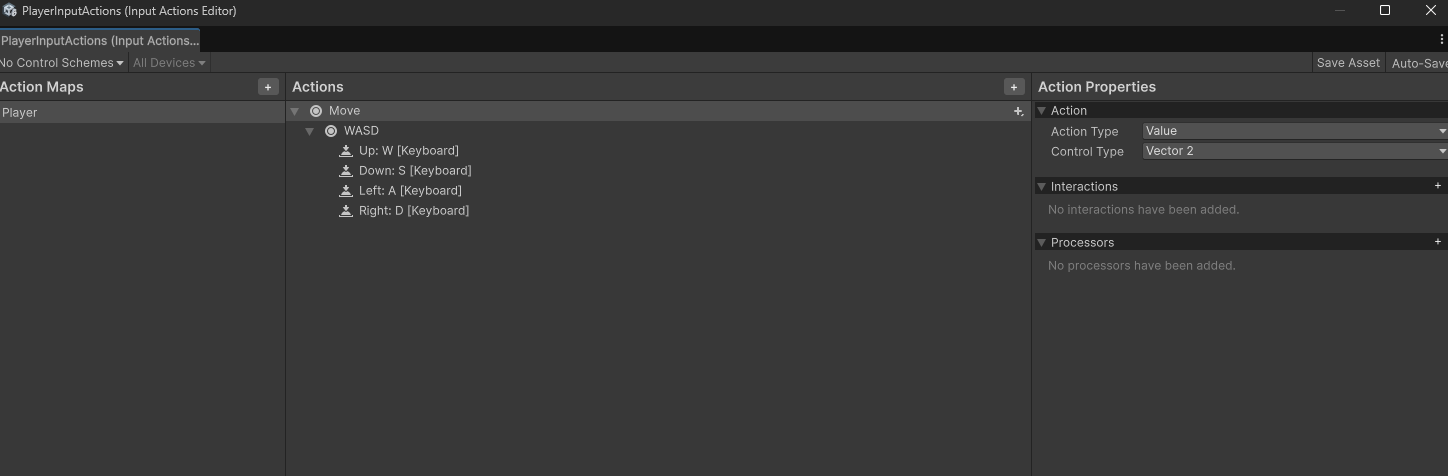 PlayerInputActions (Input Actions Editor)
PlayerInputActions (Input Actions...
No Control Schemes
All Devices
Save Asset
Auto-Save
Action Maps
+
Actions
+
Action Properties
Player
Move
+
Action
WASD
Action Type
Value
Up: W [Keyboard]
Control Type
Vector 2
Down: S [Keyboard]
Left: A [Keyboard]
Interactions
+
Right: D [Keyboard]
No interactions have been added.
Processors
+
No processors have been added.